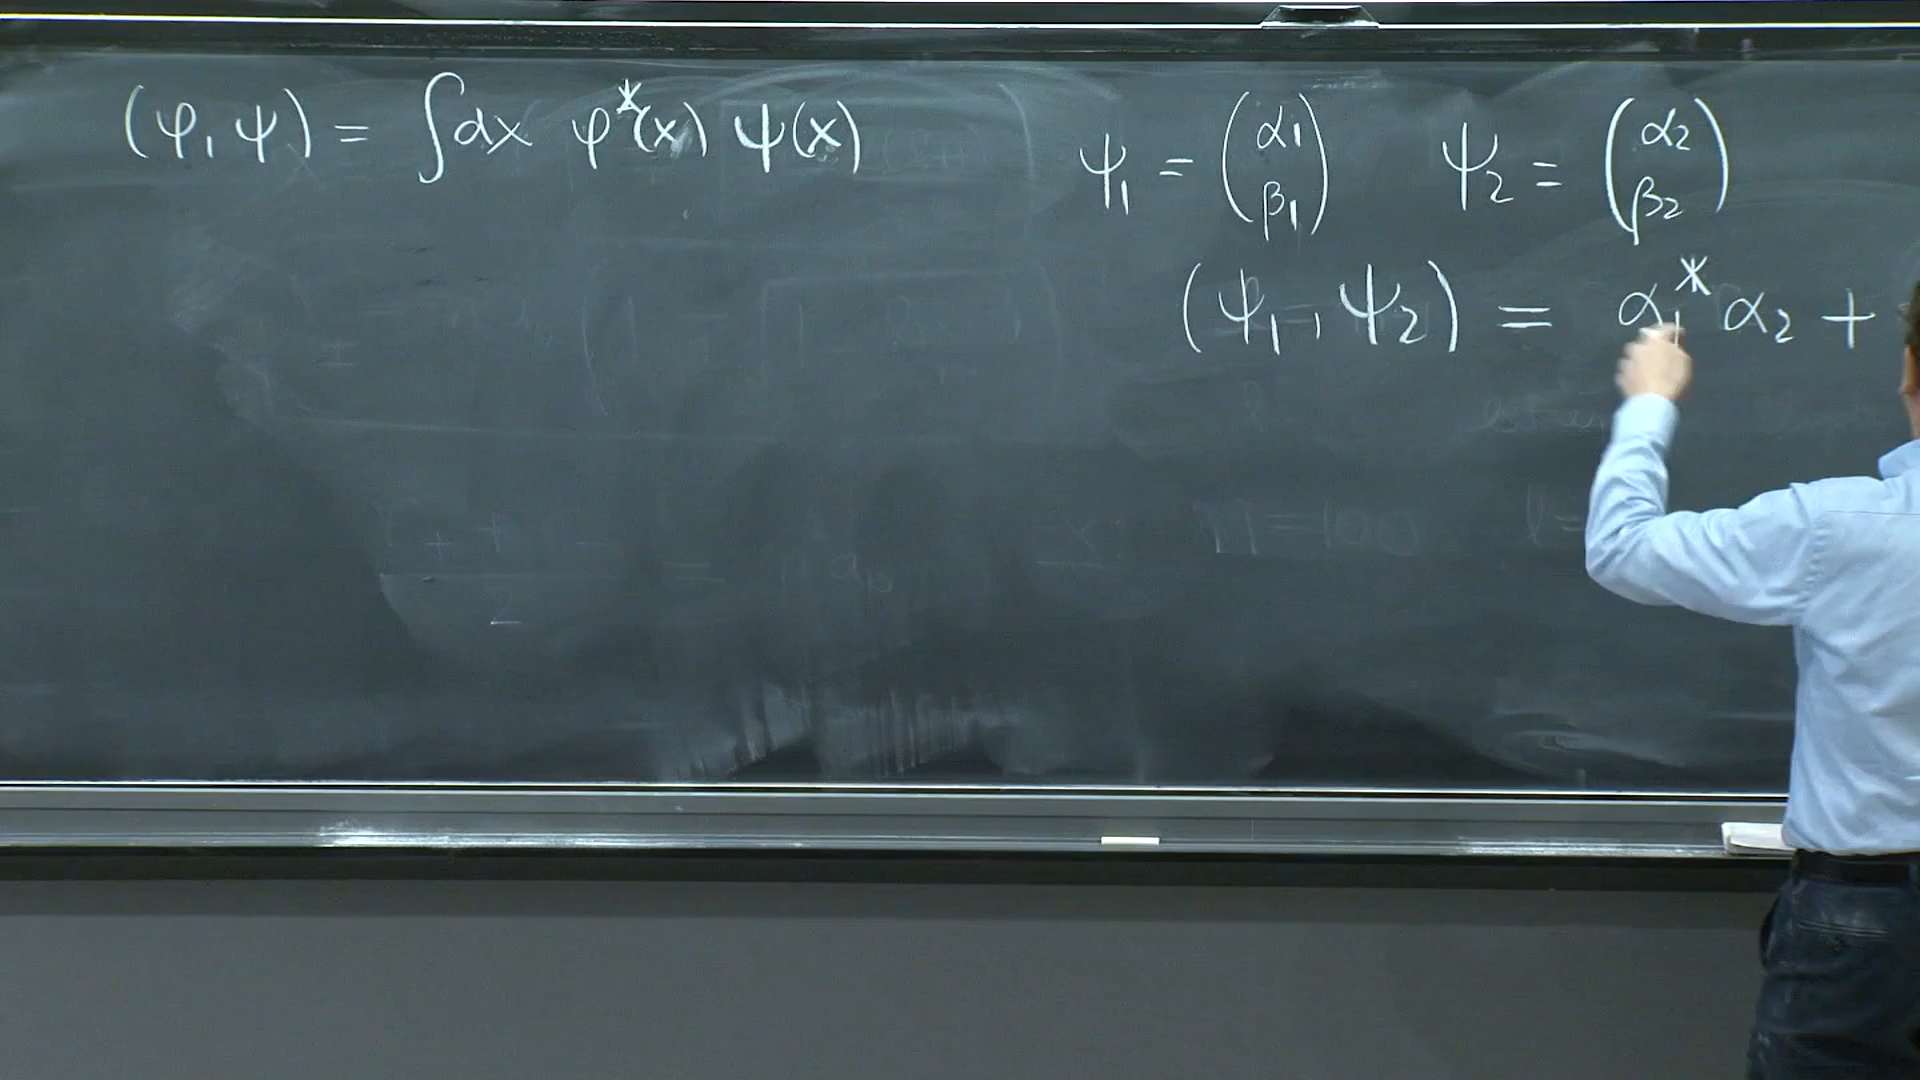 (φ, ψ) = ∫dx φ*(x) ψ(x)
ψ₁ = (α₁ β₁) ψ₂ = (α₂ β₂)
(ψ₁, ψ₂) = α₁* α₂ +